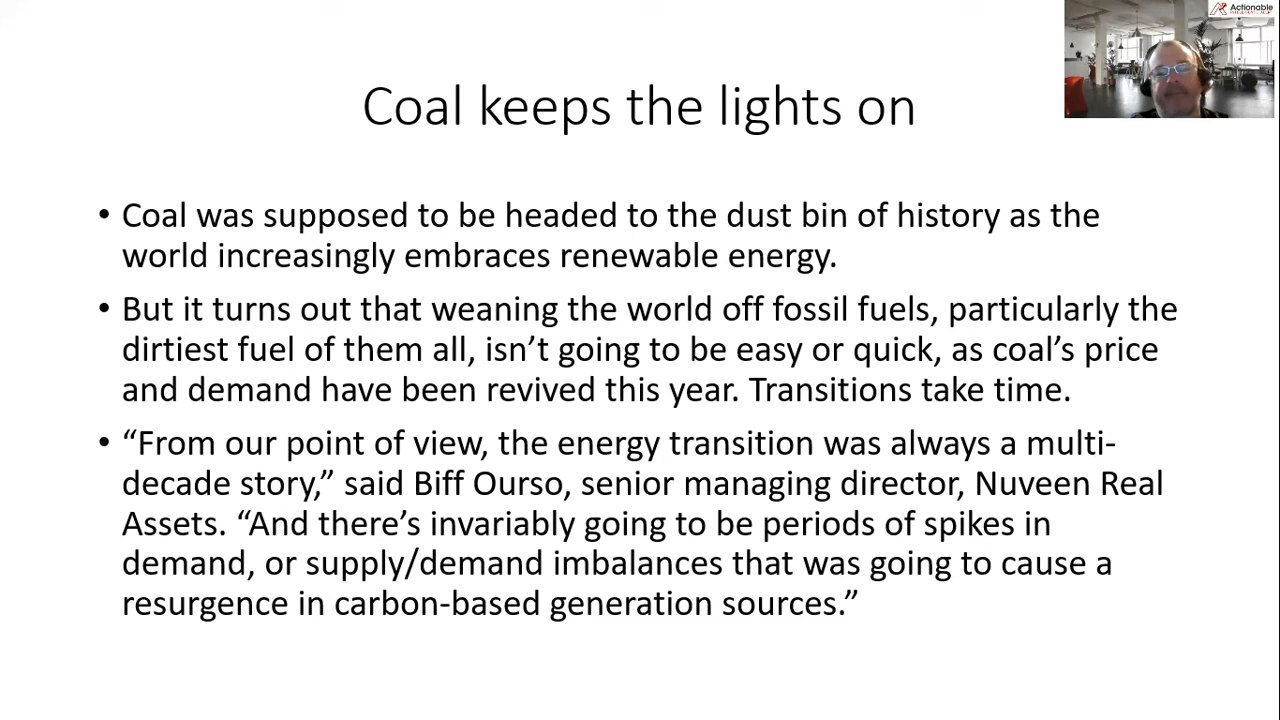 Actionable
Coal keeps the lights on
• Coal was supposed to be headed to the dust bin of history as the
world increasingly embraces renewable energy.
• But it turns out that weaning the world off fossil fuels, particularly the
dirtiest fuel of them all, isn’t going to be easy or quick, as coal’s price
and demand have been revived this year. Transitions take time.
• “From our point of view, the energy transition was always a multi-
decade story,” said Biff Ourso, senior managing director, Nuveen Real
Assets. “And there’s invariably going to be periods of spikes in
demand, or supply/demand imbalances that was going to cause a
resurgence in carbon-based generation sources.”